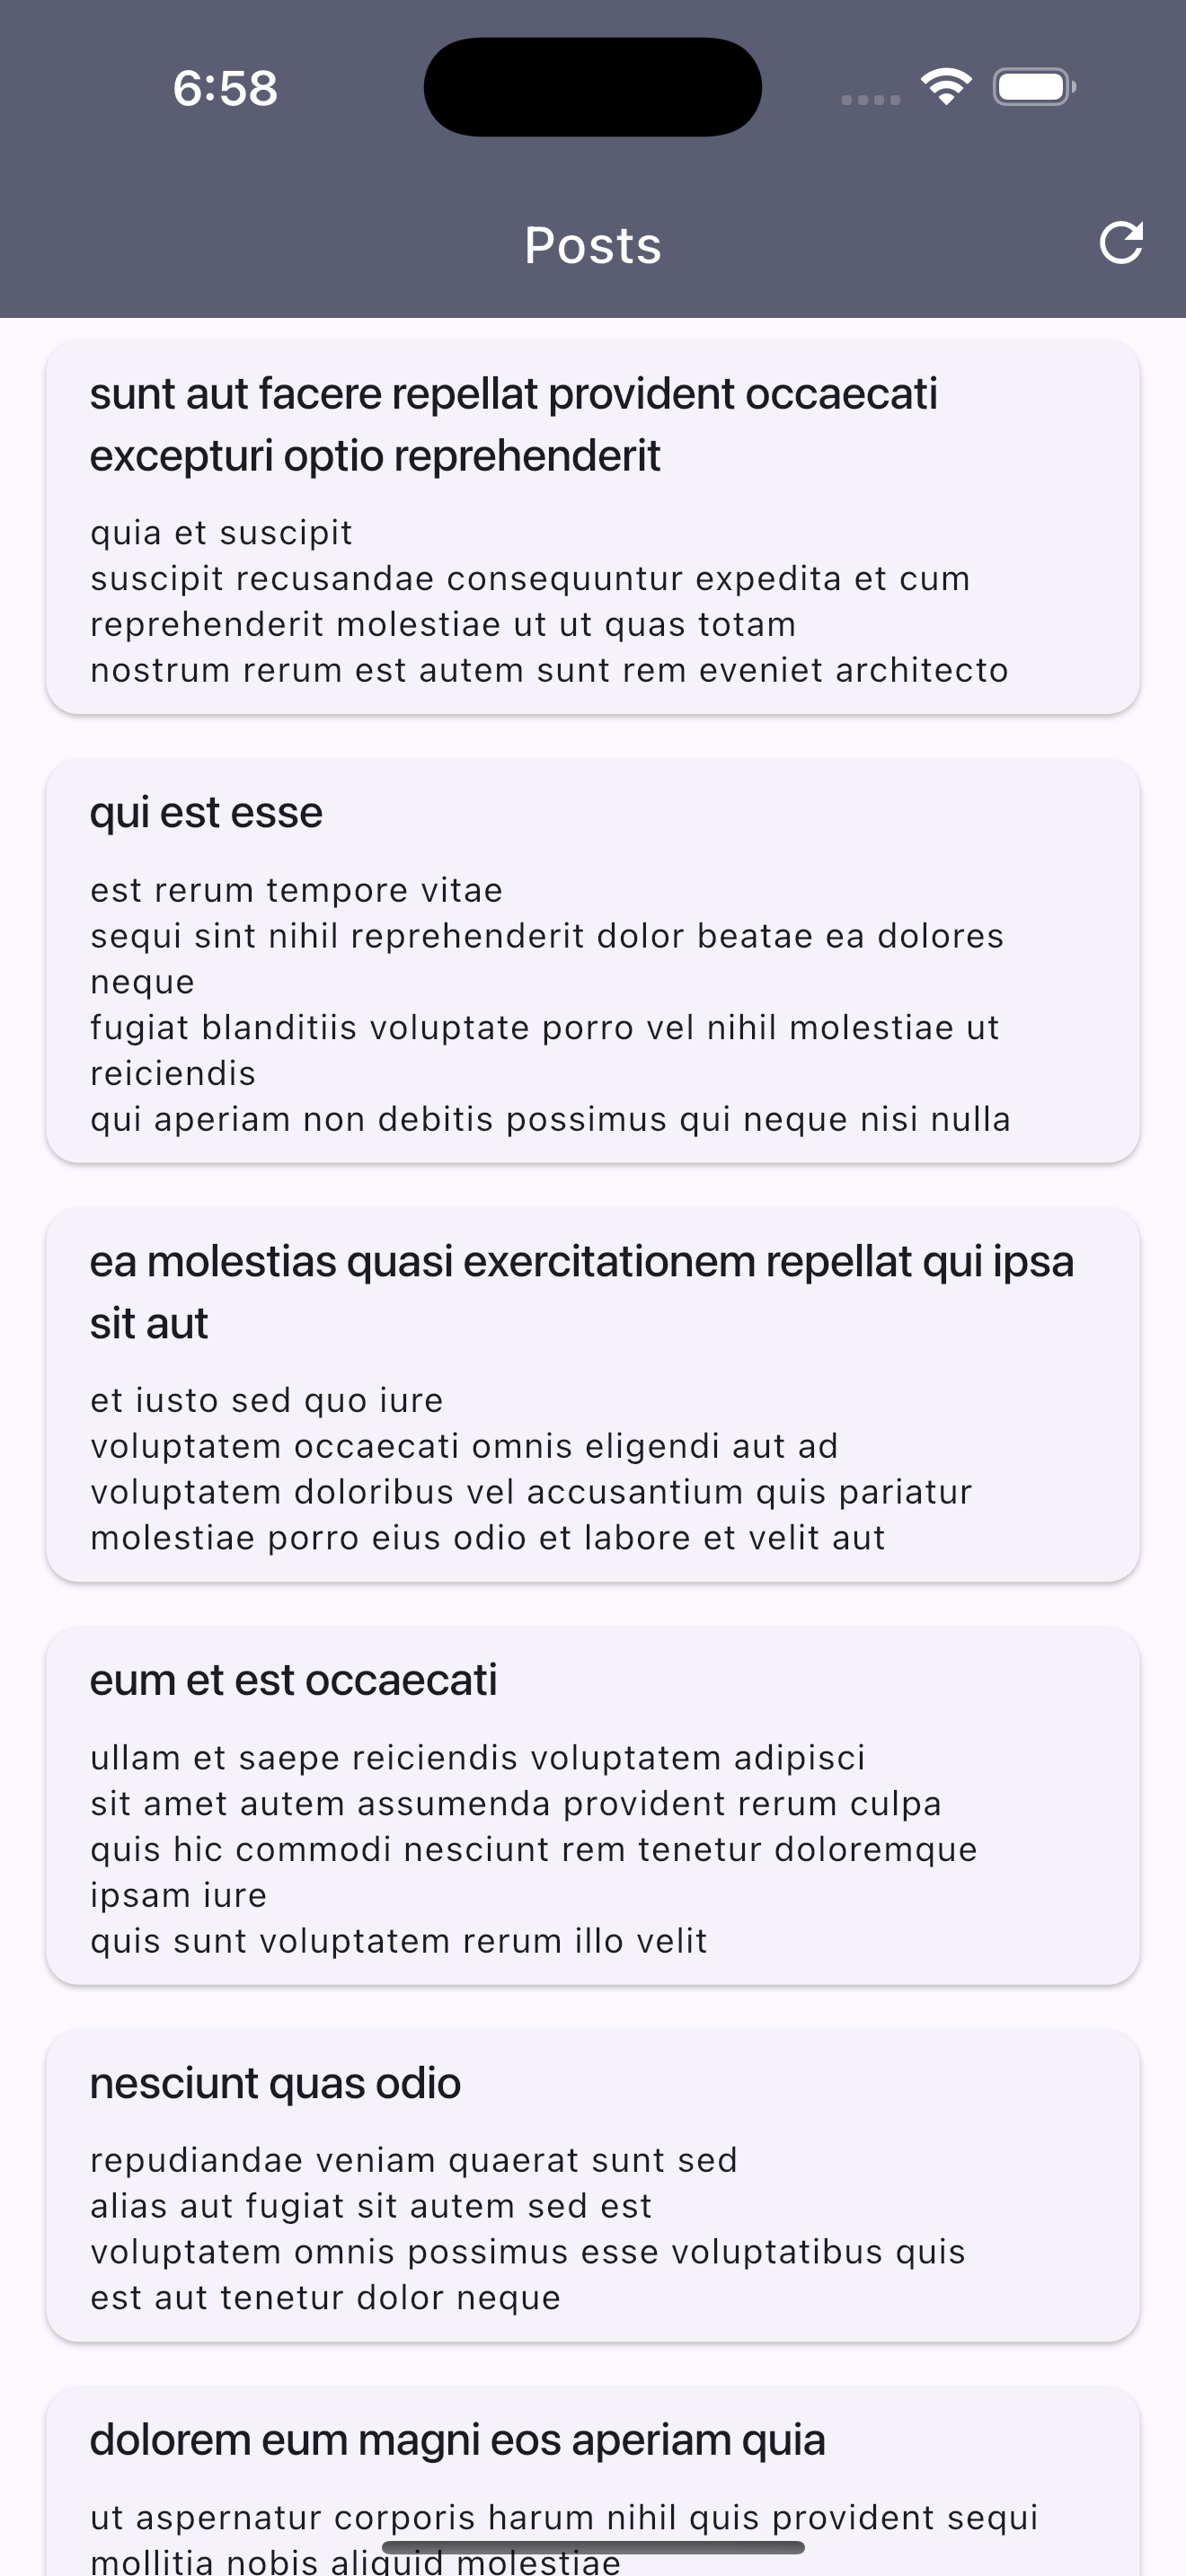 6:58
Posts
sunt aut facere repellat provident occaecati
excepturi optio reprehenderit
quia et suscipit
suscipit recusandae consequuntur expedita et cum
reprehenderit molestiae ut ut quas totam
nostrum rerum est autem sunt rem eveniet architecto
qui est esse
est rerum tempore vitae
sequi sint nihil reprehenderit dolor beatae ea dolores
neque
fugiat blanditiis voluptate porro vel nihil molestiae ut
reiciendis
qui aperiam non debitis possimus qui neque nisi nulla
ea molestias quasi exercitationem repellat qui ipsa
sit aut
et iusto sed quo iure
voluptatem occaecati omnis eligendi aut ad
voluptatem doloribus vel accusantium quis pariatur
molestiae porro eius odio et labore et velit aut
eum et est occaecati
ullam et saepe reiciendis voluptatem adipisci
sit amet autem assumenda provident rerum culpa
quis hic commodi nesciunt rem tenetur doloremque
ipsam iure
quis sunt voluptatem rerum illo velit
nesciunt quas odio
repudiandae veniam quaerat sunt sed
alias aut fugiat sit autem sed est
voluptatem omnis possimus esse voluptatibus quis
est aut tenetur dolor neque
dolorem eum magni eos aperiam quia
ut aspernatur corporis harum nihil quis provident sequi
mollitia nobis aliquid molestiae